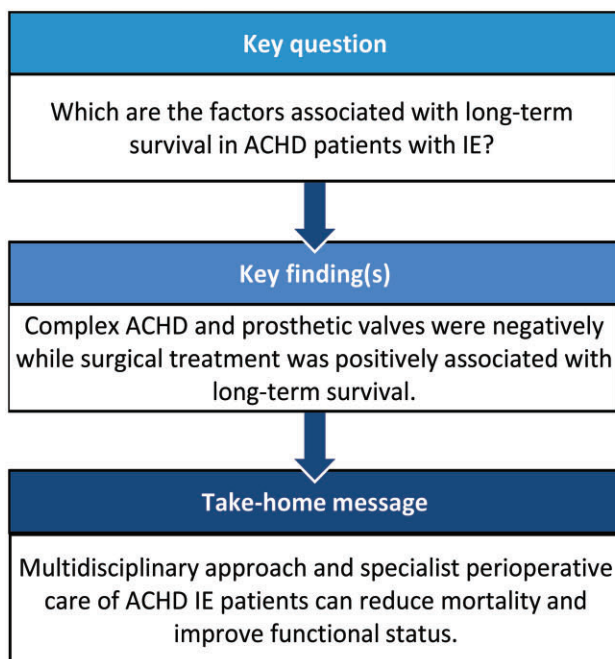 Key question
Which are the factors associated with long-term
survival in ACHD patients with IE?
Key finding(s)
Complex ACHD and prosthetic valves were negatively
while surgical treatment was positively associated with
long-term survival.
Take-home message
Multidisciplinary approach and specialist perioperative
care of ACHD IE patients can reduce mortality and
improve functional status.